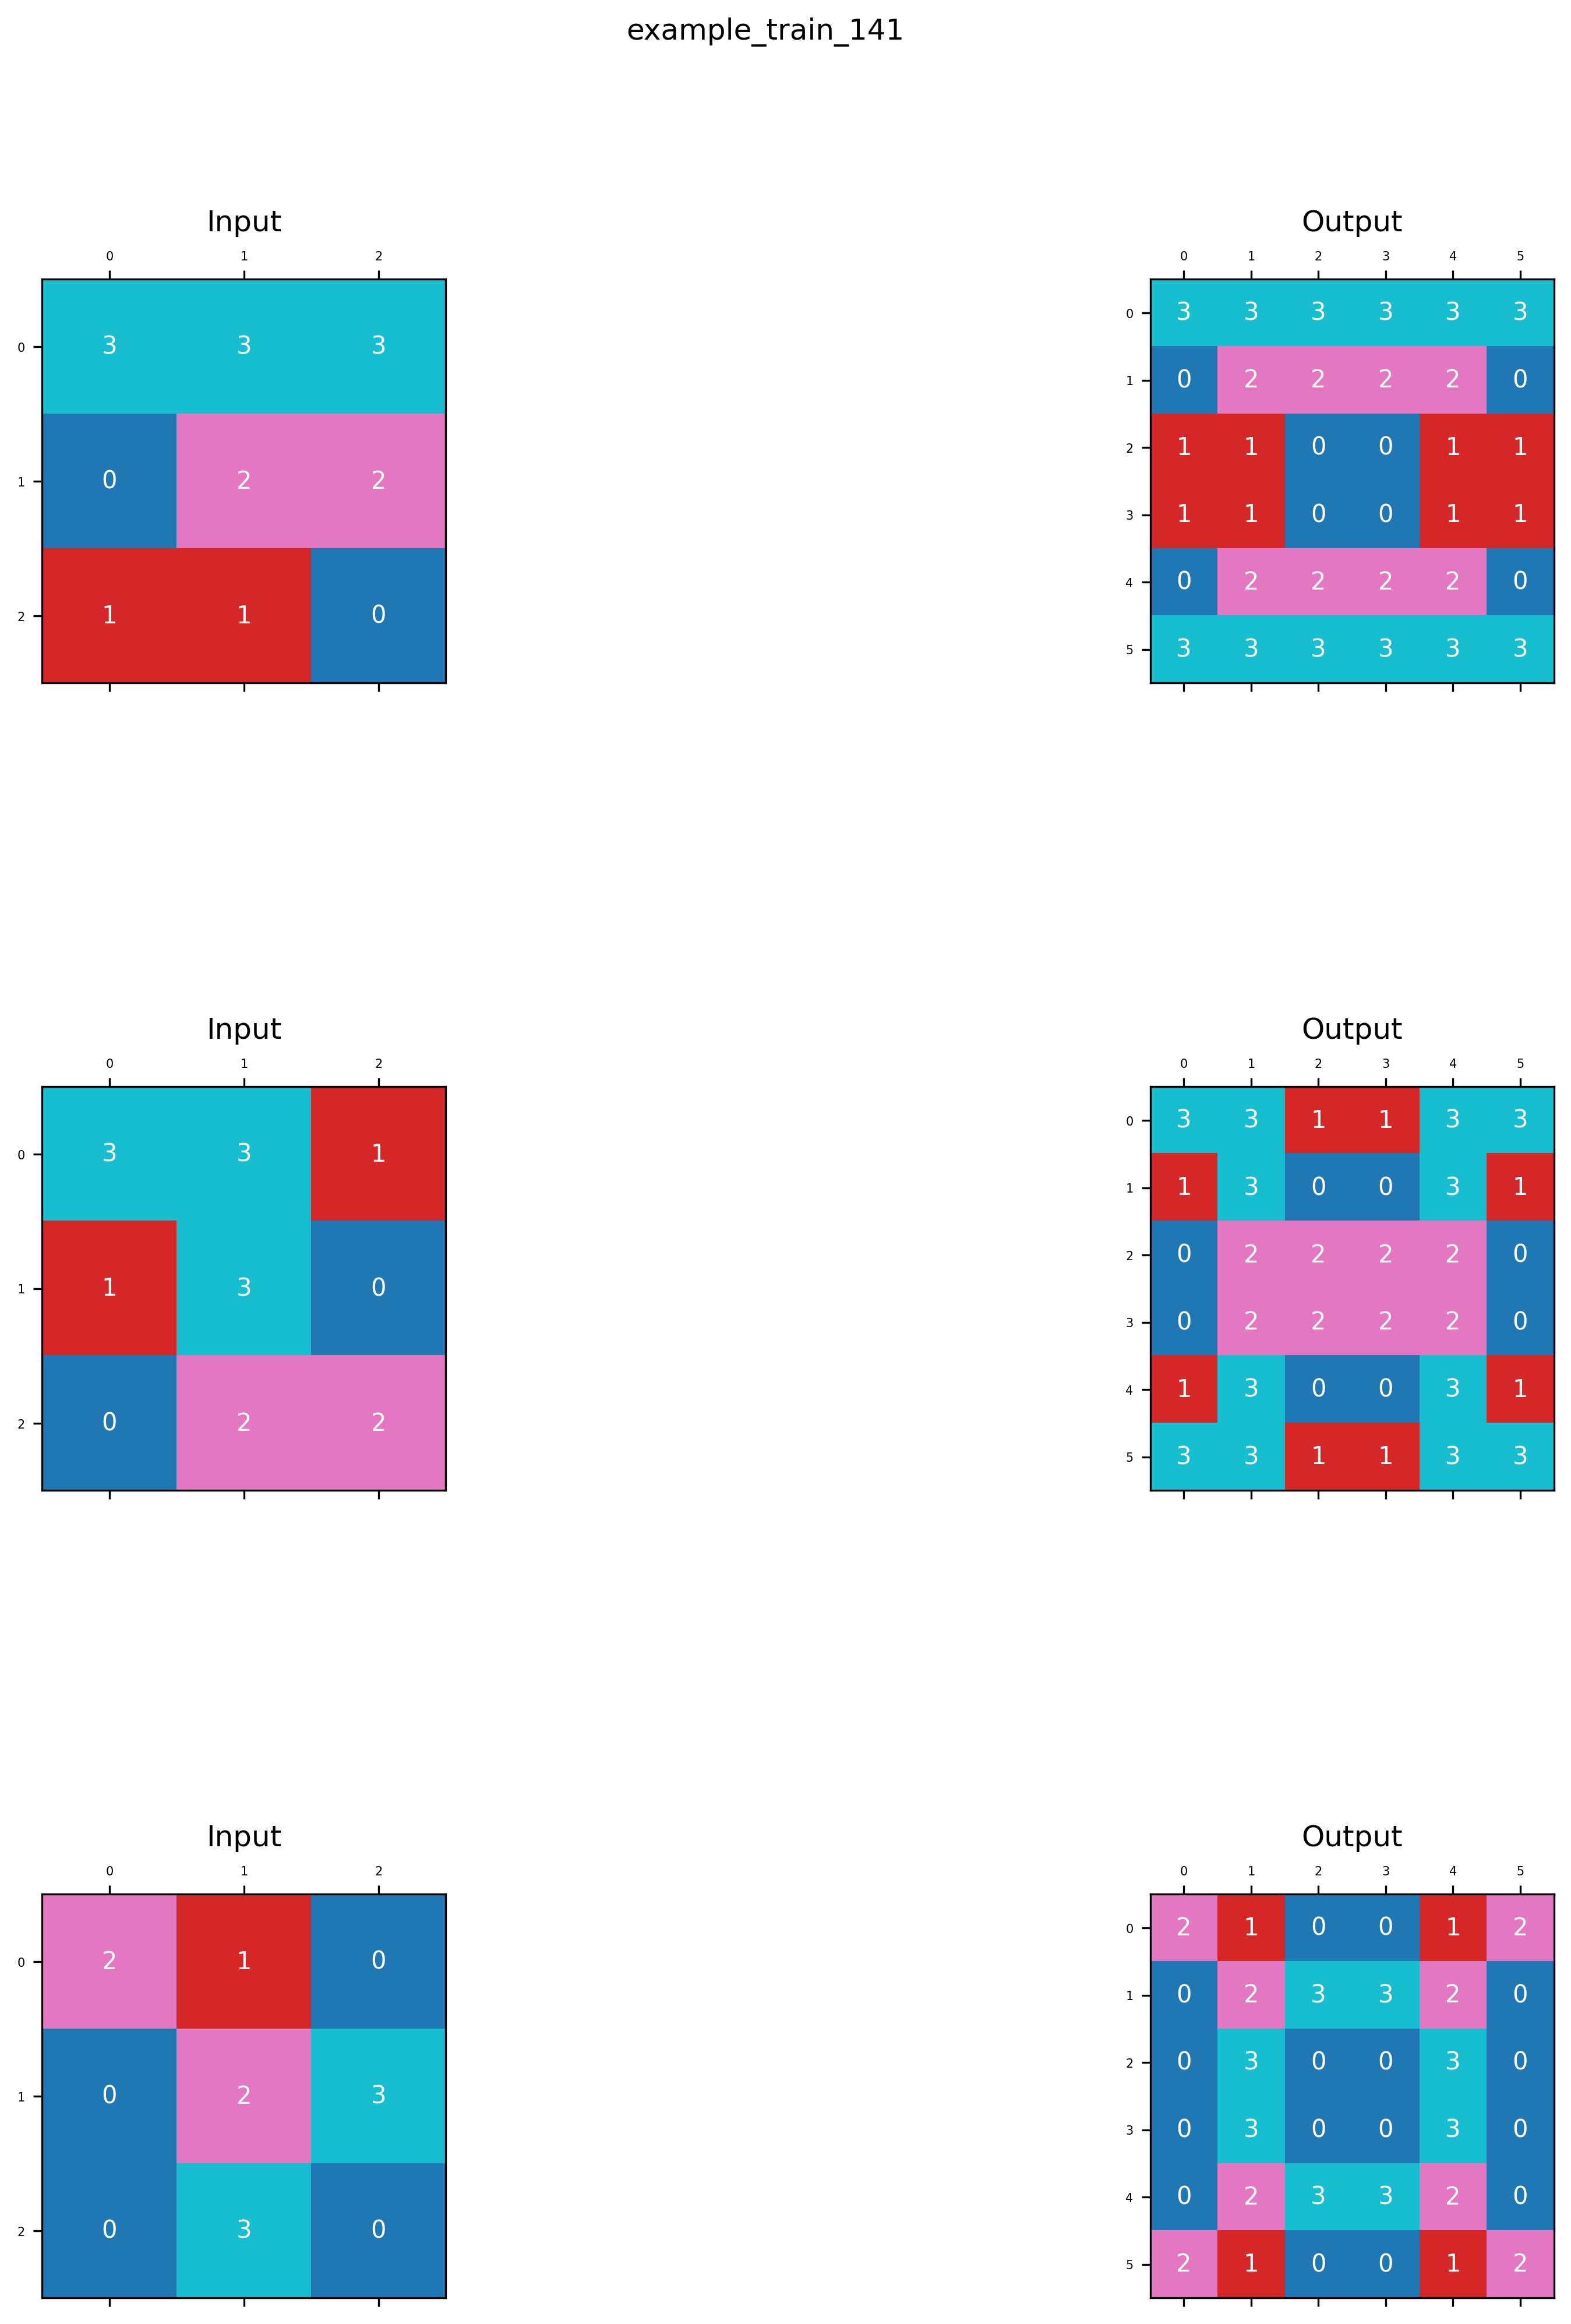 example_train_141
Input Output
0 1 2 0 1 2 3 4 5
0 3 3 3 0 3 3 3 3 3 3
1 0 2 2 2 2 0
1 0 2 2
2 1 1 0 0 1 1
3 1 1 0 0 1 1
2 1 1 0
4 0 2 2 2 2 0
5 3 3 3 3 3 3
Input Output
0 1 2 0 1 2 3 4 5
0 3 3 1 0 3 3 1 1 3 3
1 1 3 0 0 3 1
1 1 3 0
2 0 2 2 2 2 0
3 0 2 2 2 2 0
2 0 2 2
4 1 3 0 0 3 1
5 3 3 1 1 3 3
Input Output
0 1 2 0 1 2 3 4 5
0 2 1 0 0 2 1 0 0 1 2
1 0 2 3 3 2 0
1 0 2 3
2 0 3 0 0 3 0
3 0 3 0 0 3 0
2 0 3 0
4 0 2 3 3 2 0
5 2 1 0 0 1 2